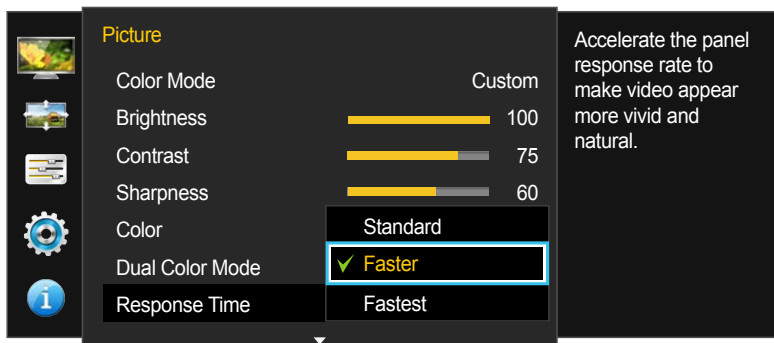 Picture
Color Mode Custom
Brightness 100
Contrast 75
Sharpness 60
Color
Dual Color Mode
Response Time
Standard
Faster
Fastest
Accelerate the panel
response rate to
make video appear
more vivid and
natural.